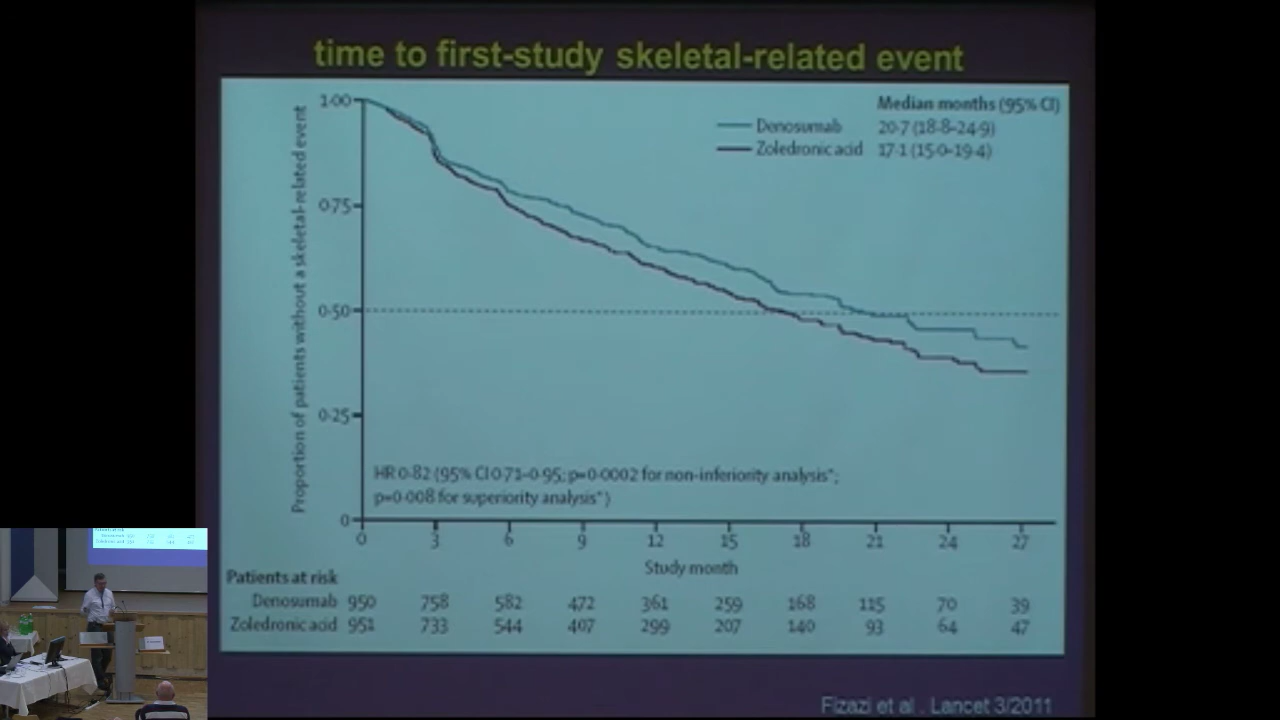 time to first-study skeletal-related event
Median months (95% CI)
Denosumab 20·7 (18·8–24·9)
Zoledronic acid 17·1 (15·0–19·4)
Proportion of patients without a skeletal-related event
1·00
0·75
0·50
0·25
0
HR 0·82 (95% CI 0·71–0·95; p=0·0002 for non-inferiority analysis*;
p=0·008 for superiority analysis*)
0 3 6 9 12 15 18 21 24 27
Study month
Patients at risk
Denosumab 950 758 582 472 361 259 168 115 70 39
Zoledronic acid 951 733 544 407 299 207 140 93 64 47
Fizazi et al . Lancet 3/2011